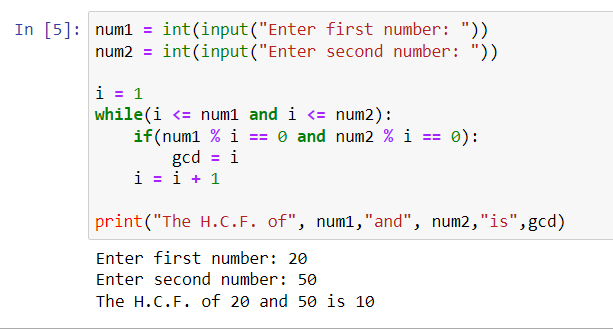 In [5]: num1 = int(input("Enter first number: "))
num2 = int(input("Enter second number: "))
i = 1
while(i <= num1 and i <= num2):
    if(num1 % i == 0 and num2 % i == 0):
        gcd = i
    i = i + 1
print("The H.C.F. of", num1,"and", num2,"is",gcd)
Enter first number: 20
Enter second number: 50
The H.C.F. of 20 and 50 is 10